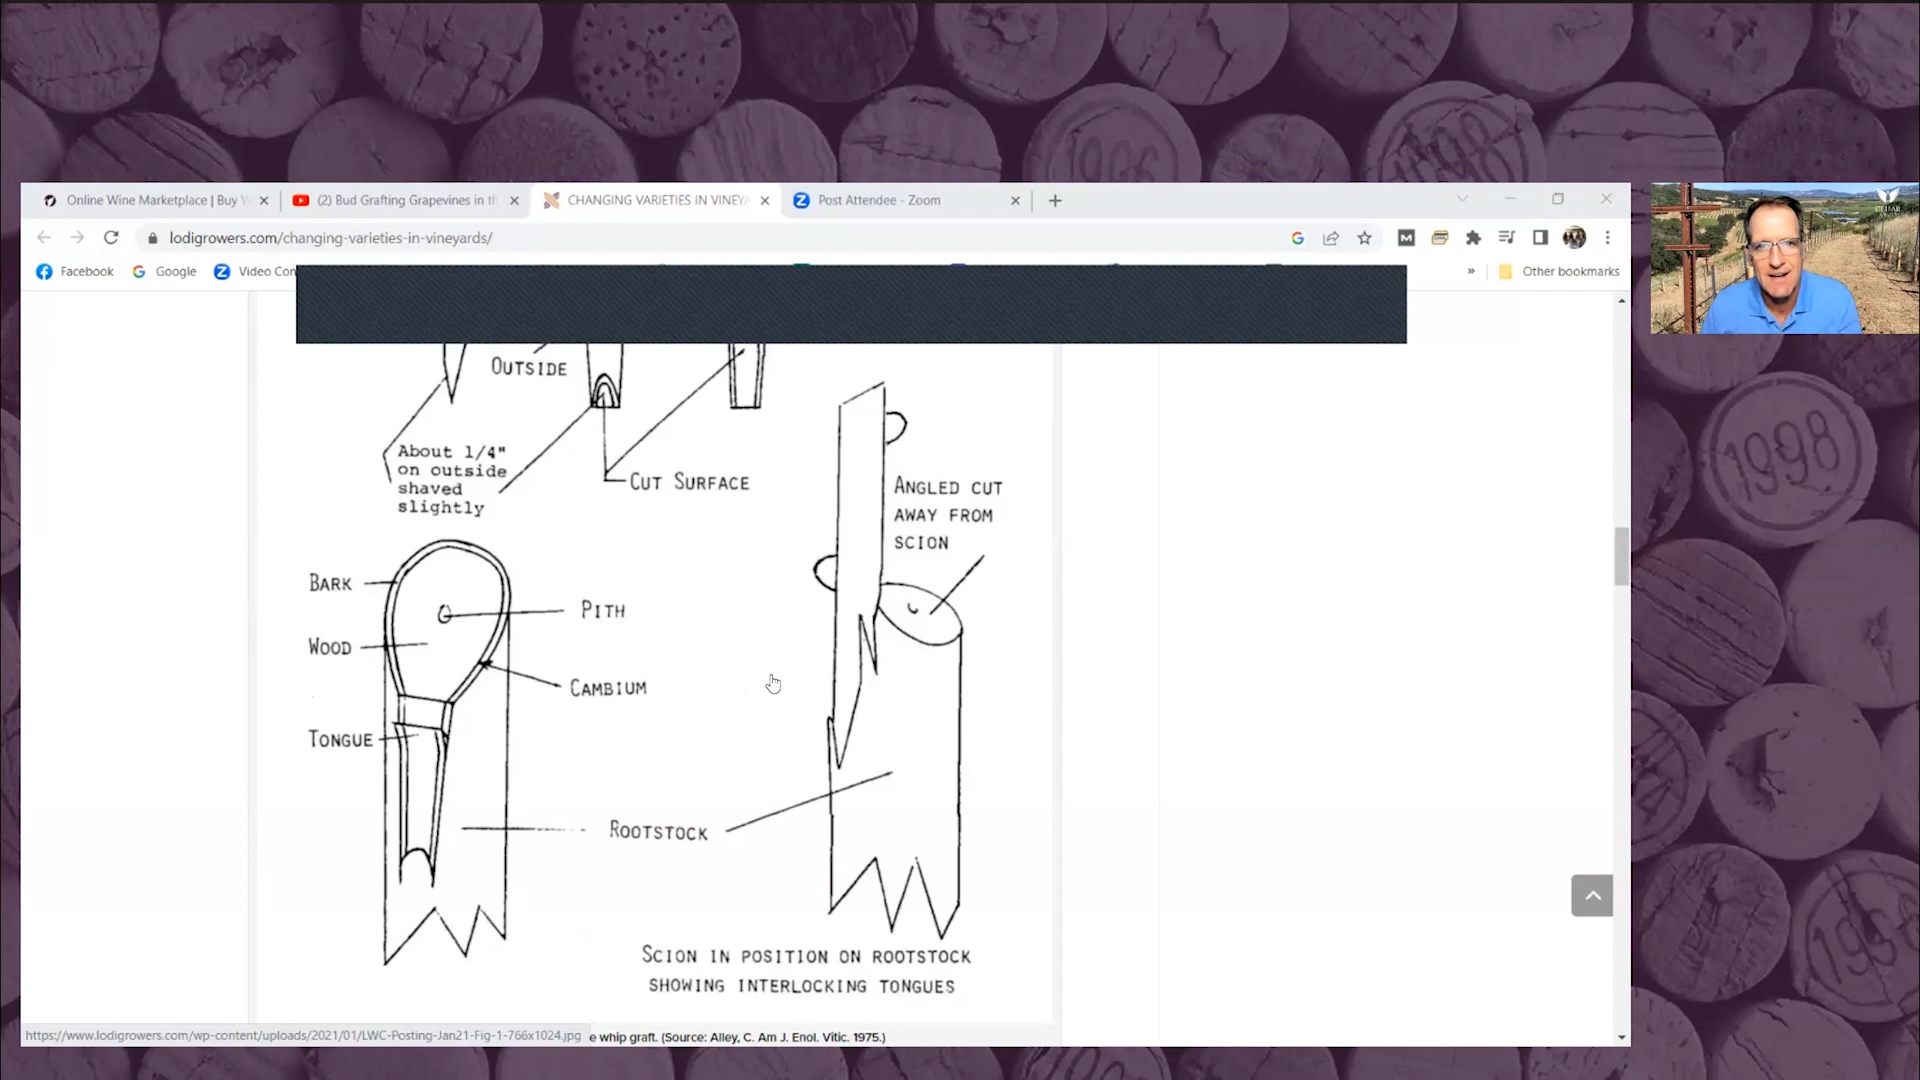 Online Wine Marketplace | Buy
(2) Bud Grafting Grapevines in th
CHANGING VARIETIES IN VINEYA
Post Attendee - Zoom
lodigrowers.com/changing-varieties-in-vineyards/
Facebook
Google
Video Con
Other bookmarks
OUTSIDE
About 1/4"
on outside
shaved
slightly
CUT SURFACE
ANGLED CUT
AWAY FROM
SCION
BARK
PITH
WOOD
CAMBIUM
TONGUE
ROOTSTOCK
SCION IN POSITION ON ROOTSTOCK
SHOWING INTERLOCKING TONGUES
https://www.lodigrowers.com/wp-content/uploads/2021/01/LWC-Posting-Jan21-Fig-1-766x1024.jpg
e whip graft. (Source: Alley, C. Am J. Enol. Vitic. 1975.)
1998